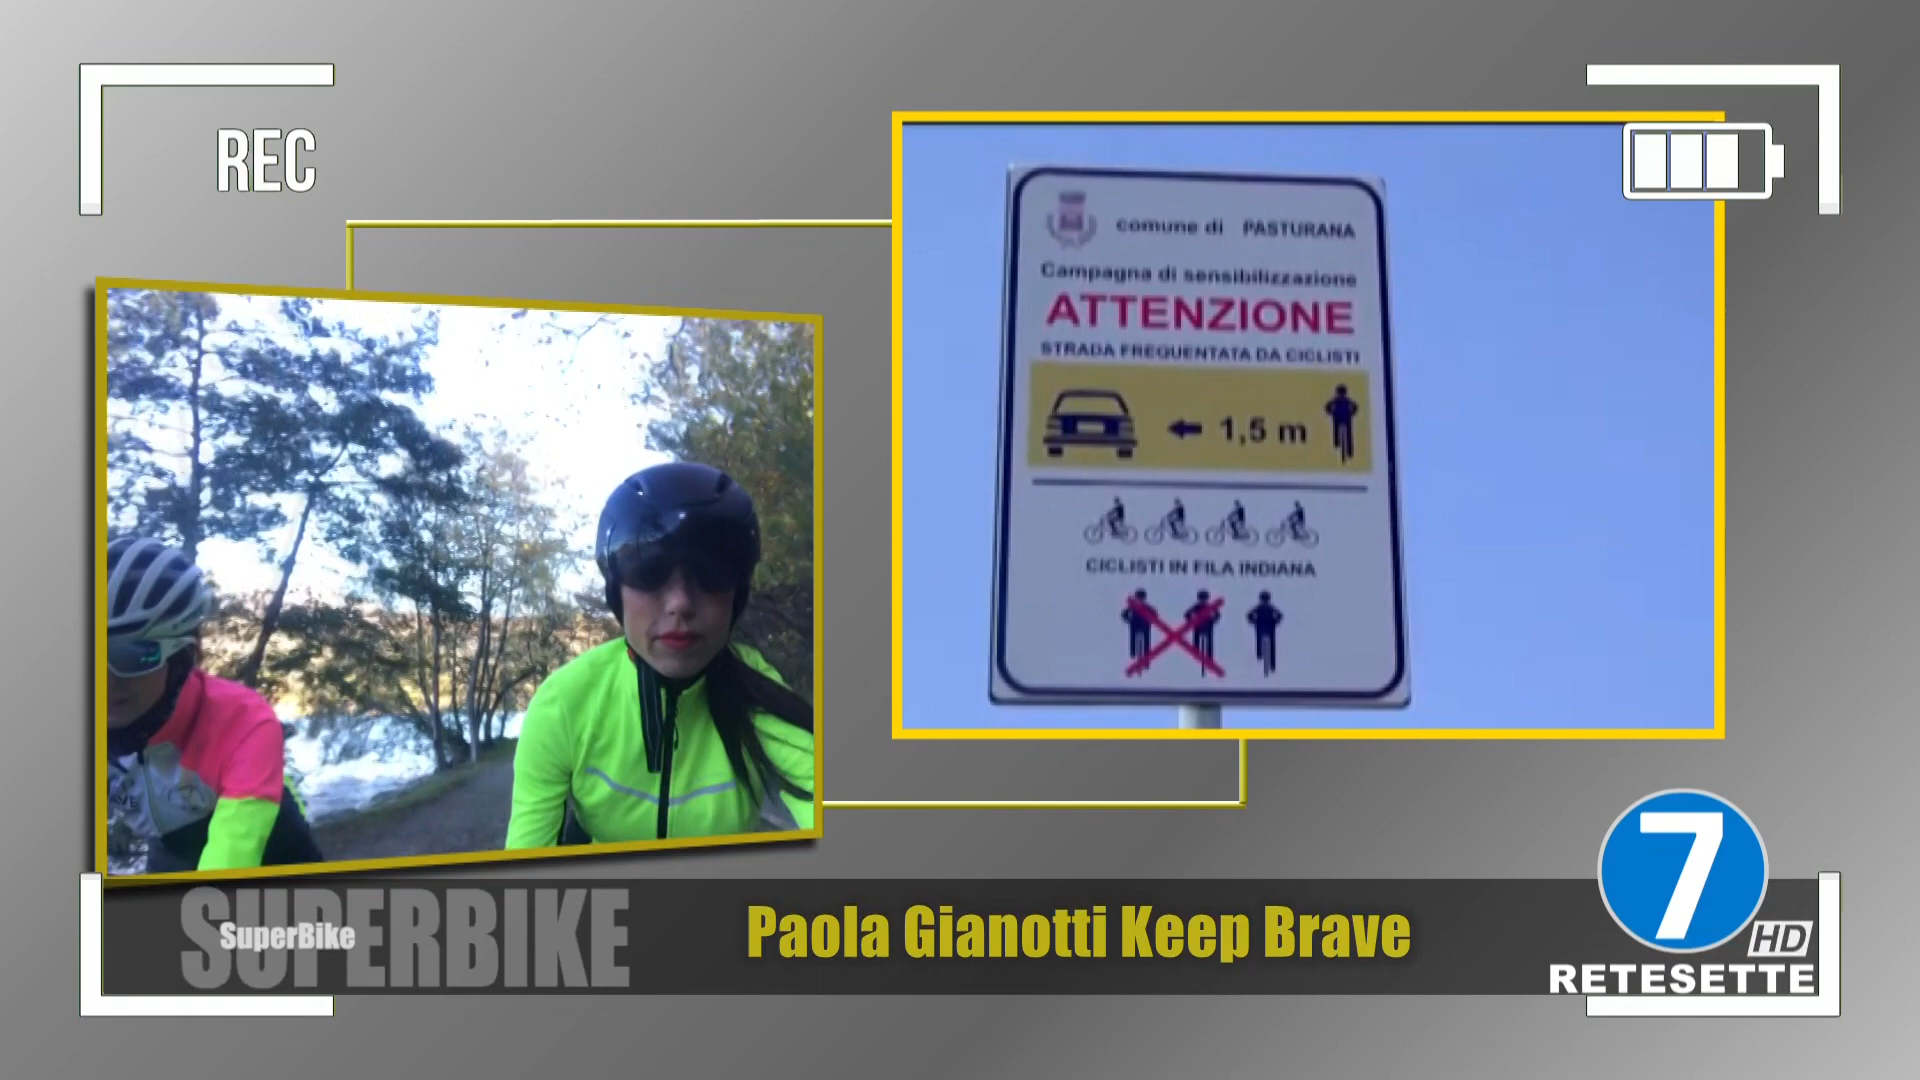 REC
comune di PASTURANA
Campagna di sensibilizzazione
ATTENZIONE
STRADA FREQUENTATA DA CICLISTI
1,5 m
CICLISTI IN FILA INDIANA
SUPERBIKE
SuperBike
Paola Gianotti Keep Brave
7
HD
RETESETTE